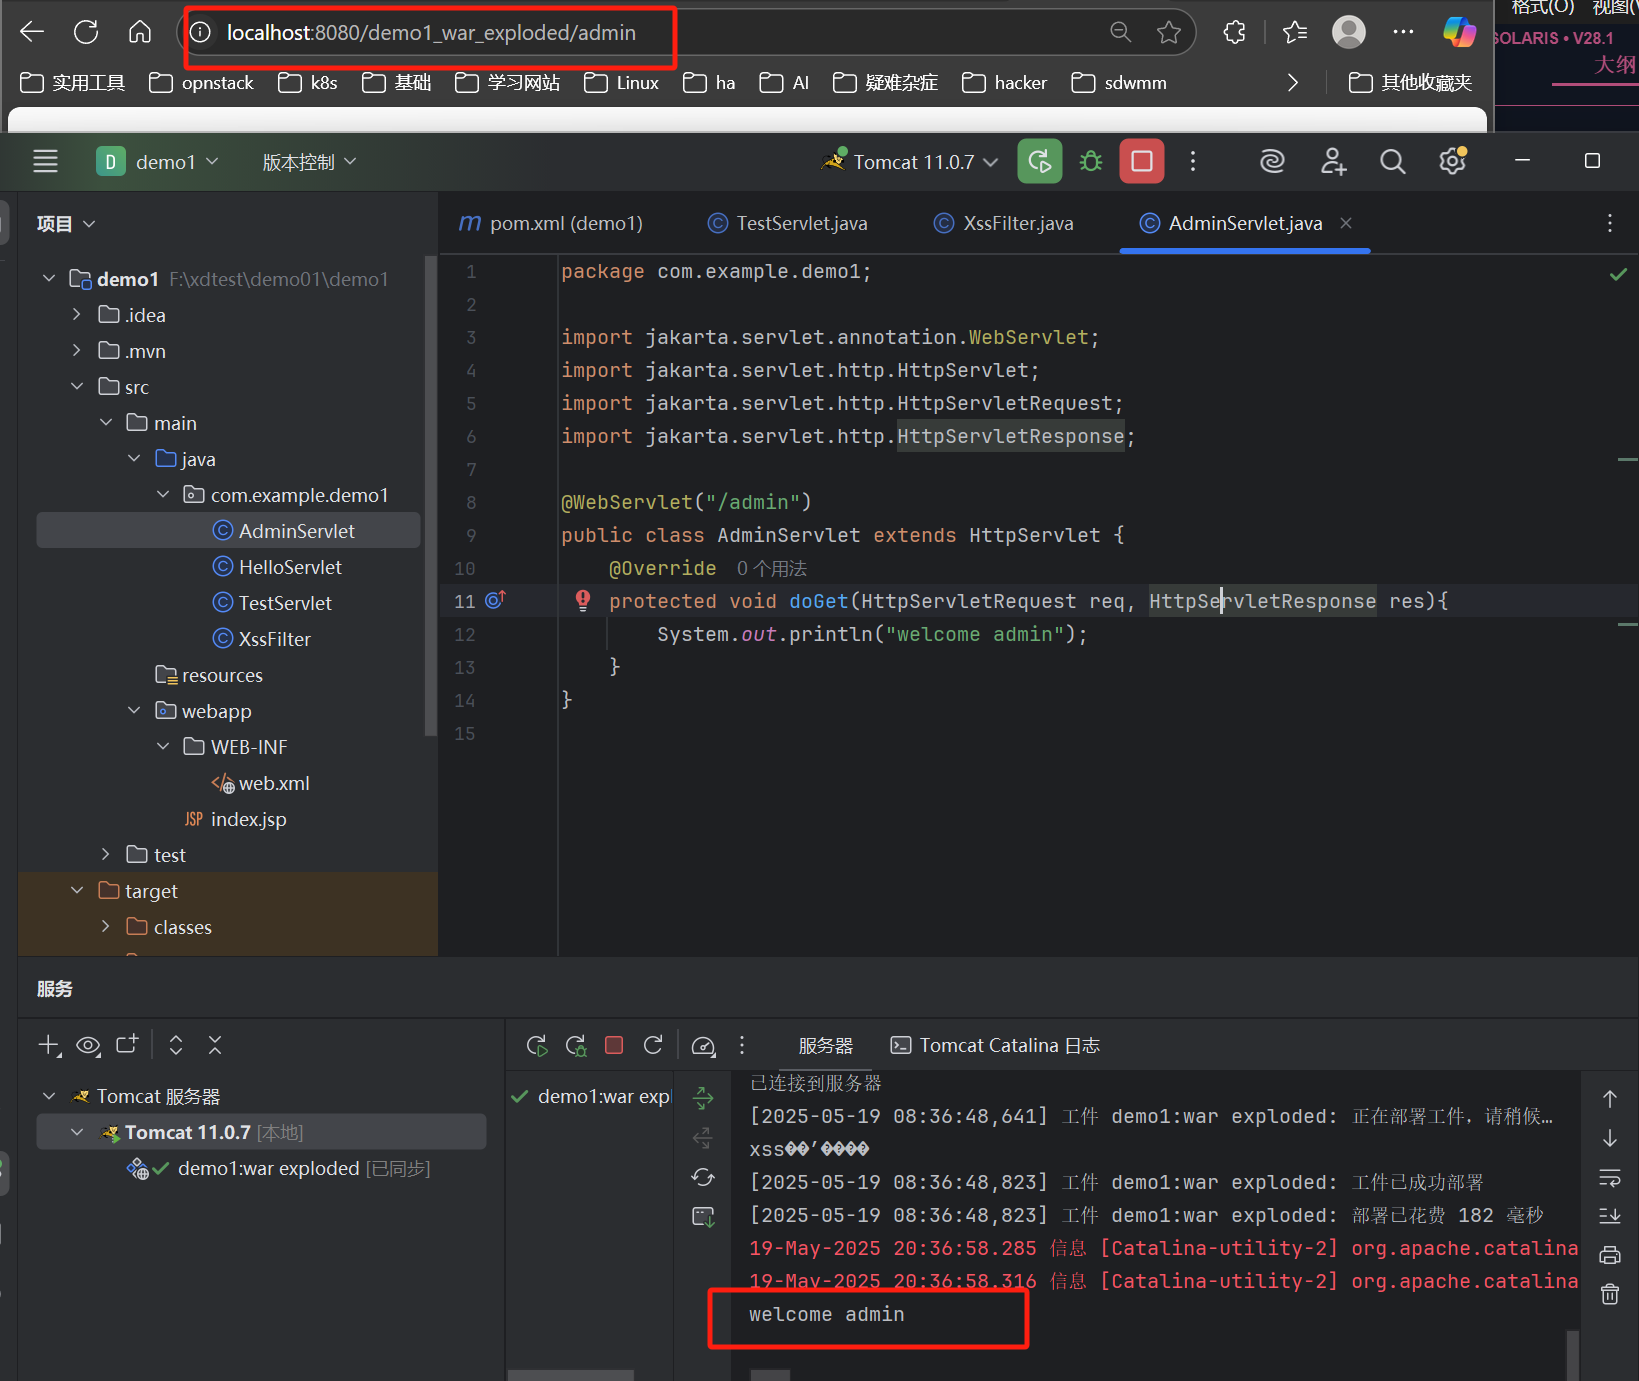 格式(O) 视图(
localhost:8080/demo1_war_exploded/admin
SOLARIS • V28.1
大纲
实用工具 opnstack k8s 基础 学习网站 Linux ha AI 疑难杂症 hacker sdwmm 其他收藏夹
D demo1 版本控制 Tomcat 11.0.7
项目
m pom.xml (demo1) TestServlet.java XssFilter.java AdminServlet.java
demo1 F:\xdtest\demo01\demo1
.idea
.mvn
src
main
java
com.example.demo1
AdminServlet
HelloServlet
TestServlet
XssFilter
resources
webapp
WEB-INF
web.xml
JSP index.jsp
test
target
classes
1 package com.example.demo1;
2
3 import jakarta.servlet.annotation.WebServlet;
4 import jakarta.servlet.http.HttpServlet;
5 import jakarta.servlet.http.HttpServletRequest;
6 import jakarta.servlet.http.HttpServletResponse;
7
8 @WebServlet("/admin")
9 public class AdminServlet extends HttpServlet {
10 @Override 0 个用法
11 protected void doGet(HttpServletRequest req, HttpServletResponse res){
12 System.out.println("welcome admin");
13 }
14 }
15
服务
服务器 Tomcat Catalina 日志
Tomcat 服务器
Tomcat 11.0.7 [本地]
demo1:war exploded [已同步]
demo1:war expl
已连接到服务器
[2025-05-19 08:36:48,641] 工件 demo1:war exploded: 正在部署工件，请稍候…
xss��′����
[2025-05-19 08:36:48,823] 工件 demo1:war exploded: 工件已成功部署
[2025-05-19 08:36:48,823] 工件 demo1:war exploded: 部署已花费 182 毫秒
19-May-2025 20:36:58.285 信息 [Catalina-utility-2] org.apache.catalina
19-May-2025 20:36:58.316 信息 [Catalina-utility-2] org.apache.catalina
welcome admin